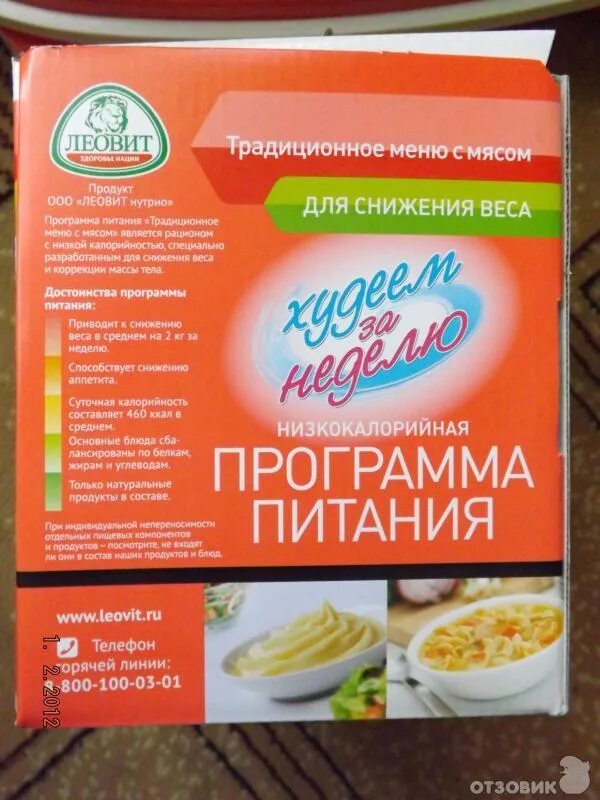 ЛЕОВИТ
ЗДОРОВЬЕ НАЦИИ
Продукт
ООО «ЛЕОВИТ нутрио»
Программа питания «Традиционное
меню с мясом» является рационом
с низкой калорийностью, специально
разработанным для снижения веса
и коррекции массы тела.
Достоинства программы
питания:
Приводит к снижению
веса в среднем на 2 кг за
неделю.
Способствует снижению
аппетита.
Суточная калорийность
составляет 460 ккал в
среднем.
Основные блюда сба-
лансированы по белкам,
жирам и углеводам.
Только натуральные
продукты в составе.
При индивидуальной непереносимости
отдельных пищевых компонентов
и продуктов – посмотрите, не входят
ли они в состав наших продуктов и блюд.
www.leovit.ru
Телефон
горячей линии:
8-800-100-03-01
Традиционное меню с мясом
ДЛЯ СНИЖЕНИЯ ВЕСА
худеем
за
неделю
НИЗКОКАЛОРИЙНАЯ
ПРОГРАММА
ПИТАНИЯ
1. 2.2012
ОТЗОВИК